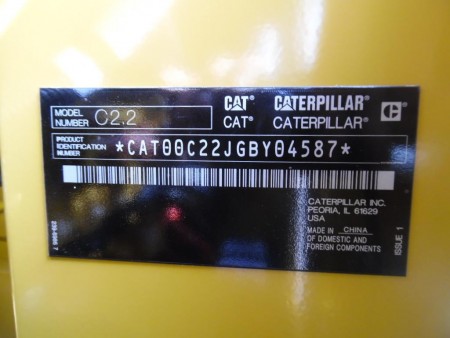 MODEL NUMBER C2.2
CAT® CATERPILLAR®
CAT® CATERPILLAR®
PRODUCT IDENTIFICATION NUMBER *CAT00C22JGBY04587*
CATERPILLAR INC.
PEORIA, IL 61629
USA
MADE IN CHINA
OF DOMESTIC AND
FOREIGN COMPONENTS
ISSUE 1